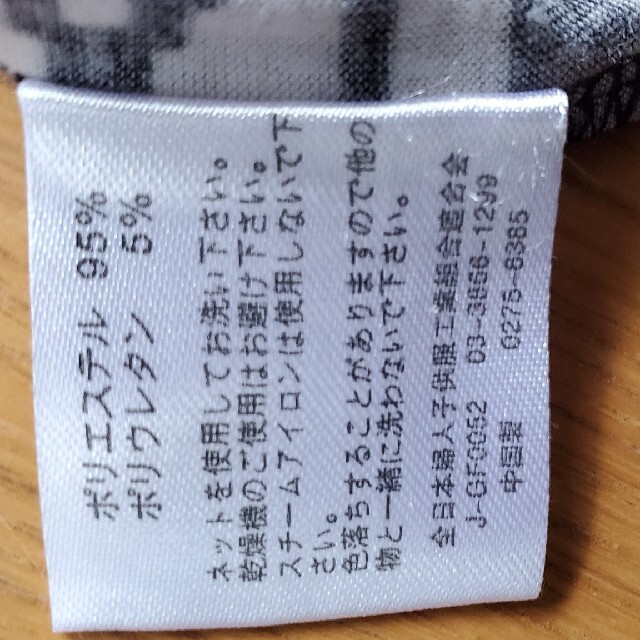 ポリエステル 95%
ポリウレタン 5%
ネットを使用してお洗い下さい。
乾燥機のご使用はお避け下さい。
スチームアイロンは使用しないで下
さい。
色落ちすることがありますので他の
物と一緒に洗わないで下さい。
全日本婦人子供服工業組合連合会
03-3656-1299
中国製 0275-6385